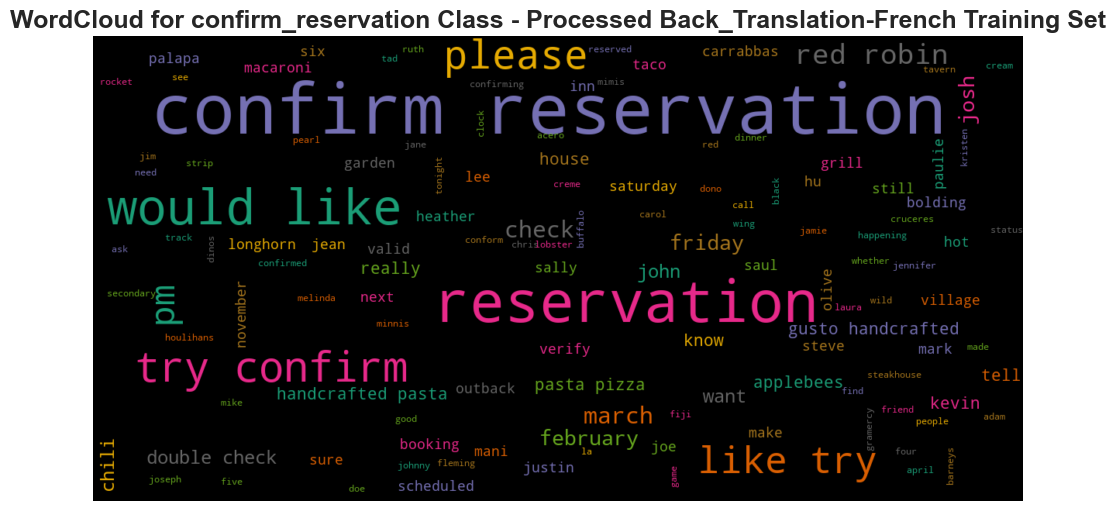 WordCloud for confirm_reservation Class - Processed Back_Translation-French Training Set
palapa
six
tad
ruth
please
reserved
carrabbas
red robin
rocket
see
macaroni
confirming
inn
mimis
taco
tavern
cream
confirm reservation
josh
clock
acero
pearl
jane
dinner
red
jim
need
strip
garden
tonight
house
grill
paulie
kristen
lee
creme
saturday
dono
black
hu
still
bolding
would like
heather
check
carol
call
wing
cruceres
track
ask
dinos
longhorn
jean
valid
conform
chris
lobster
buffalo
friday
jamie
happening
hot
status
confirmed
really
sally
john
saul
whether
jennifer
secondary
pm
november
melinda
next
reservation
olive
laura
wild
village
houlihans
minnis
verify
know
gusto handcrafted
steve
mark
made
try confirm
handcrafted pasta
outback
pasta pizza
want
applebees
steakhouse
find
tell
mike
good
march
fiji
friend
kevin
people
adam
chili
double check
sure
booking
mani
february
joe
make
gramercy
four
joseph
five
doe
johnny
fleming
scheduled
justin
la
game
like try
april
barneys